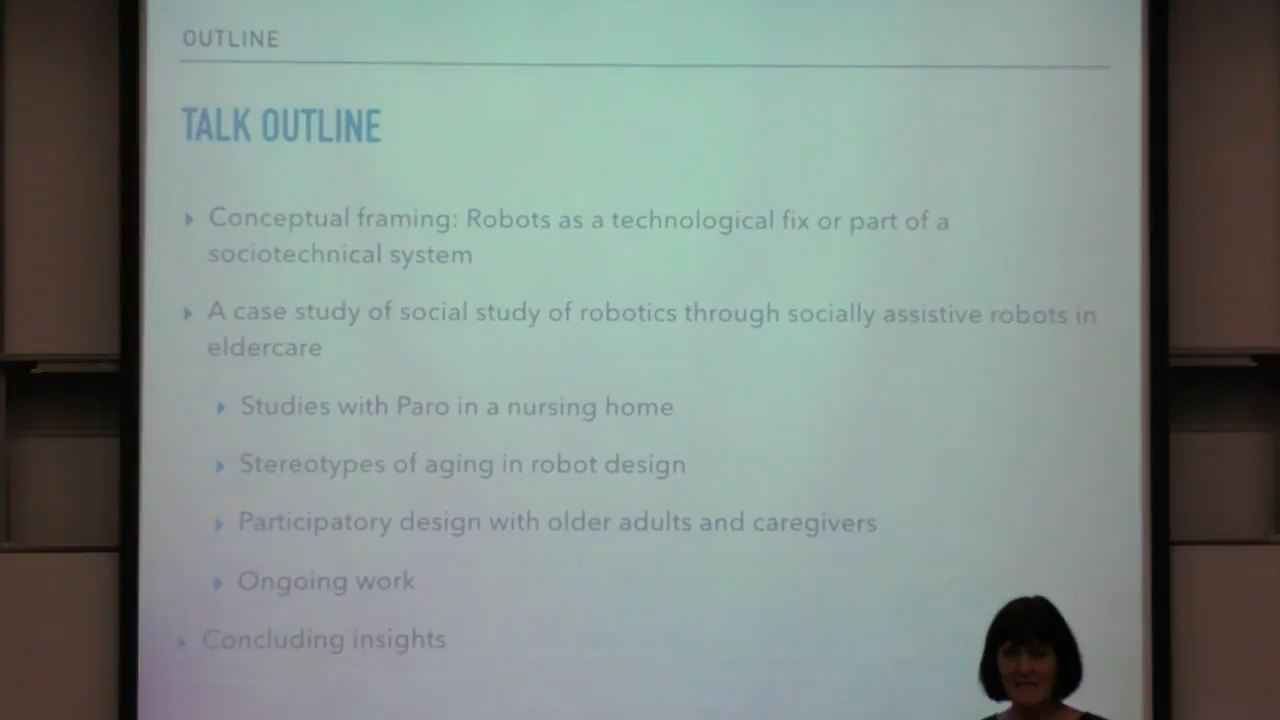 OUTLINE
TALK OUTLINE
Conceptual framing: Robots as a technological fix or part of a
sociotechnical system
A case study of social study of robotics through socially assistive robots in
eldercare
Studies with Paro in a nursing home
Stereotypes of aging in robot design
Participatory design with older adults and caregivers
Ongoing work
Concluding insights